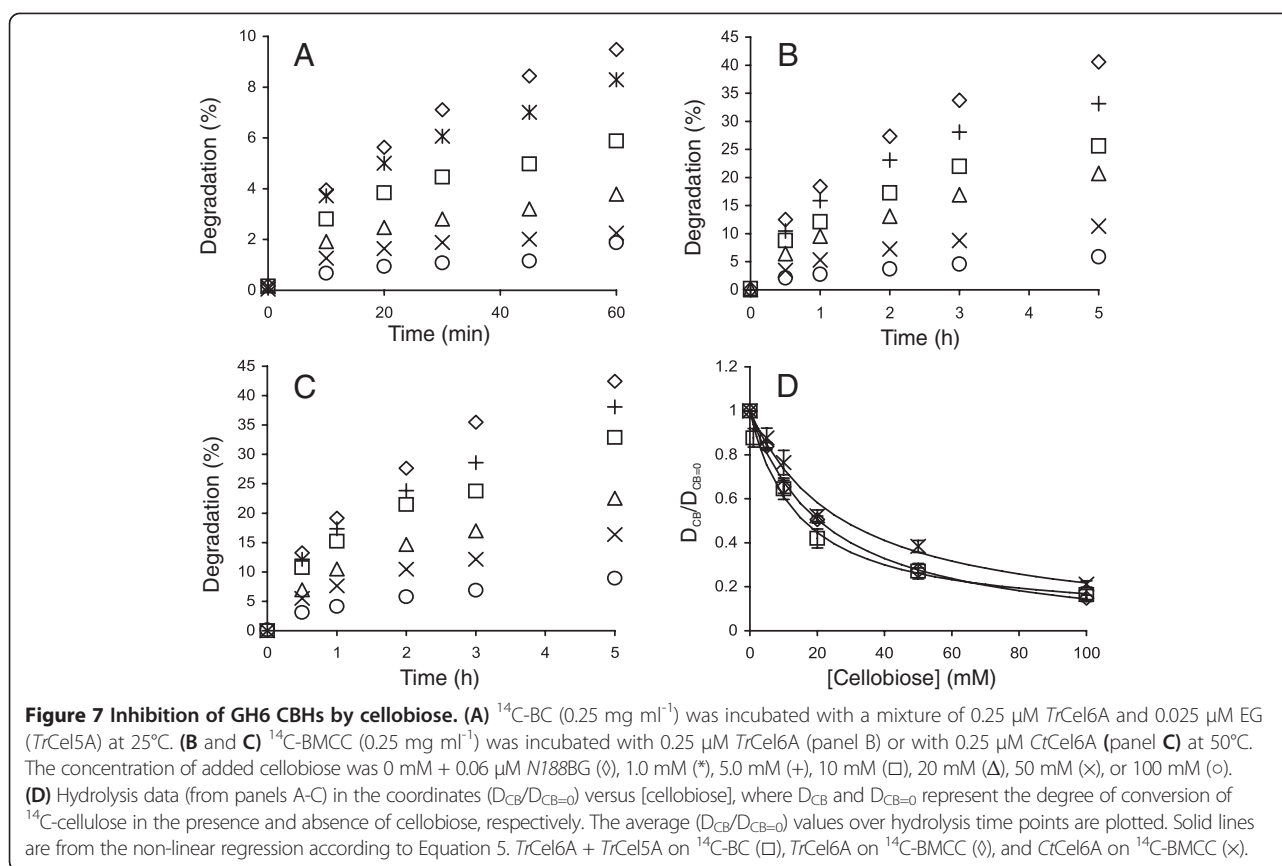 A
Degradation (%)
10
8
6
4
2
0
0 20 40 60
Time (min)
B
Degradation (%)
45
40
35
30
25
20
15
10
5
0
0 1 2 3 4 5
Time (h)
C
Degradation (%)
45
40
35
30
25
20
15
10
5
0
0 1 2 3 4 5
Time (h)
D
D_CB/D_CB=0
1.2
1
0.8
0.6
0.4
0.2
0
0 20 40 60 80 100
[Cellobiose] (mM)
Figure 7 Inhibition of GH6 CBHs by cellobiose. (A) ¹⁴C-BC (0.25 mg ml⁻¹) was incubated with a mixture of 0.25 μM TrCel6A and 0.025 μM EG
(TrCel5A) at 25°C. (B and C) ¹⁴C-BMCC (0.25 mg ml⁻¹) was incubated with 0.25 μM TrCel6A (panel B) or with 0.25 μM CtCel6A (panel C) at 50°C.
The concentration of added cellobiose was 0 mM + 0.06 μM N188BG (◊), 1.0 mM (*), 5.0 mM (+), 10 mM (□), 20 mM (Δ), 50 mM (×), or 100 mM (○).
(D) Hydrolysis data (from panels A-C) in the coordinates (D_CB/D_CB=0) versus [cellobiose], where D_CB and D_CB=0 represent the degree of conversion of
¹⁴C-cellulose in the presence and absence of cellobiose, respectively. The average (D_CB/D_CB=0) values over hydrolysis time points are plotted. Solid lines
are from the non-linear regression according to Equation 5. TrCel6A + TrCel5A on ¹⁴C-BC (□), TrCel6A on ¹⁴C-BMCC (◊), and CtCel6A on ¹⁴C-BMCC (×).